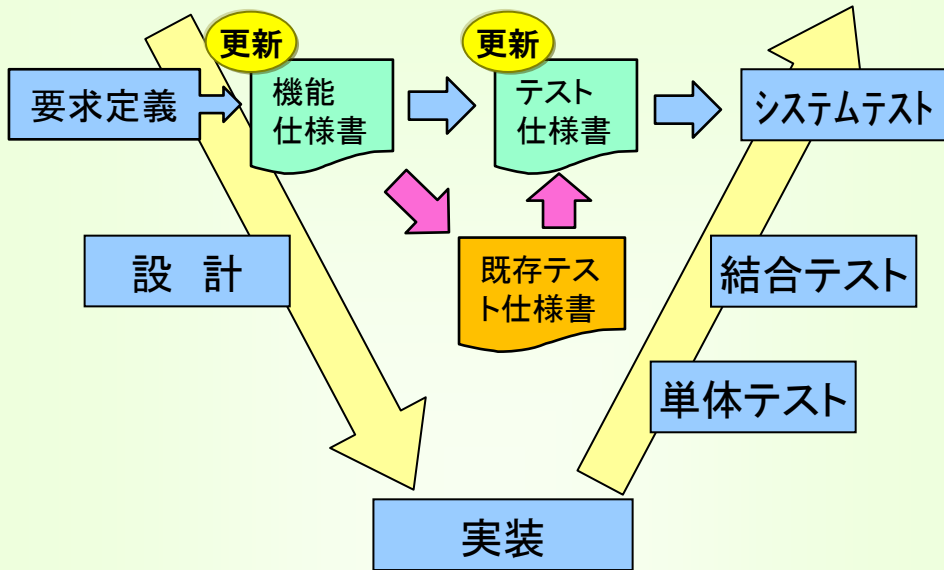 更新
更新
要求定義
機能
仕様書
テスト
仕様書
システムテスト
設 計
既存テス
ト仕様書
結合テスト
単体テスト
実装